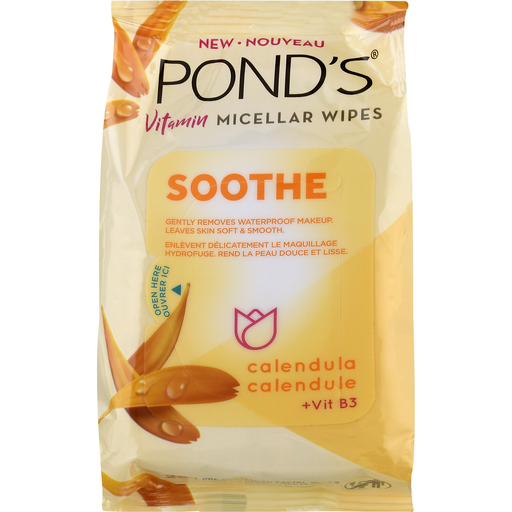 NEW • NOUVEAU
POND'S®
Vitamin MICELLAR WIPES
SOOTHE
GENTLY REMOVES WATERPROOF MAKEUP.
LEAVES SKIN SOFT & SMOOTH.
ENLÈVENT DÉLICATEMENT LE MAQUILLAGE
HYDROFUGE. REND LA PEAU DOUCE ET LISSE.
OPEN HERE
OUVRIR ICI
calendula
calendule
+Vit B3